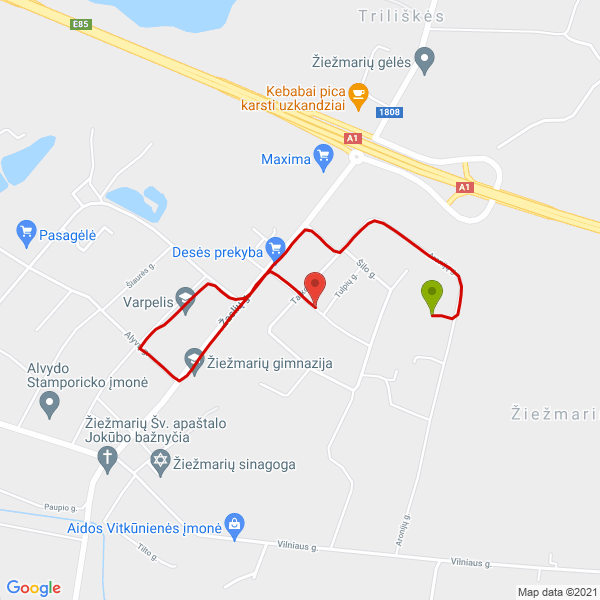 Triliškės
E85
Žiežmarių gėlės
Kebabai pica
karsti uzkandziai
1808
A1
Maxima
A1
Pasagėlė
Desės prekyba
Šilo g.
Šiaurės g.
Tulpių g.
Varpelis
Žaslių g.
Žiežmarių gimnazija
Alyvų g.
Alvydo
Stamporicko įmonė
Žiežmari
Žiežmarių Šv. apaštalo
Jokūbo bažnyčia
Žiežmarių sinagoga
Paupio g.
Aidos Vitkūnienės įmonė
Aronijų g.
Tilto g.
Vilniaus g.
Vilniaus g.
Google
Map data ©2021